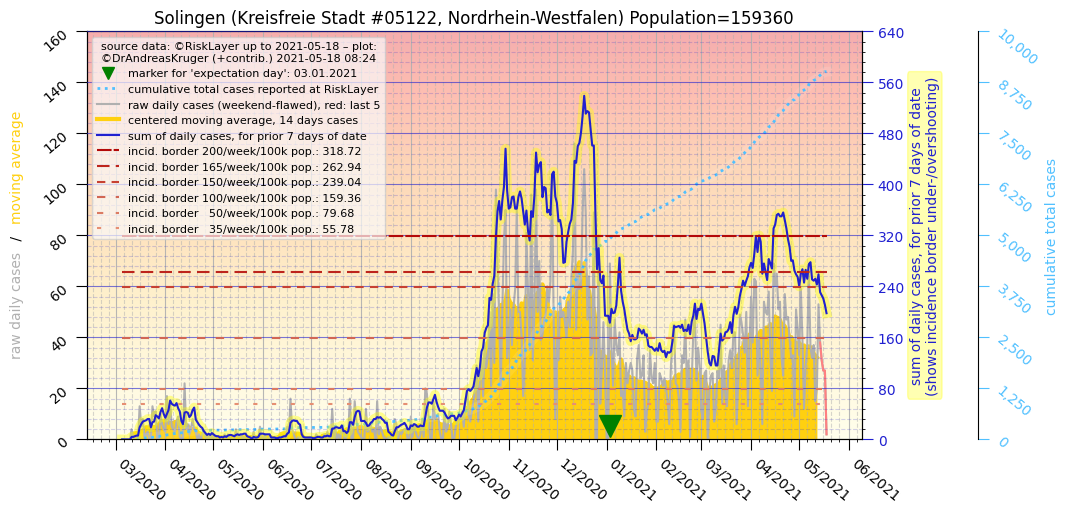 Solingen (Kreisfreie Stadt #05122, Nordrhein-Westfalen) Population=159360
source data: ©RiskLayer up to 2021-05-18 – plot:
©DrAndreasKruger (+contrib.) 2021-05-18 08:24
marker for 'expectation day': 03.01.2021
cumulative total cases reported at RiskLayer
raw daily cases (weekend-flawed), red: last 5
centered moving average, 14 days cases
sum of daily cases, for prior 7 days of date
incid. border 200/week/100k pop.: 318.72
incid. border 165/week/100k pop.: 262.94
incid. border 150/week/100k pop.: 239.04
incid. border 100/week/100k pop.: 159.36
incid. border   50/week/100k pop.: 79.68
incid. border   35/week/100k pop.: 55.78
raw daily cases / moving average
160
140
120
100
80
60
40
20
0
03/2020
04/2020
05/2020
06/2020
07/2020
08/2020
09/2020
10/2020
11/2020
12/2020
01/2021
02/2021
03/2021
04/2021
05/2021
06/2021
640
560
480
400
320
240
160
80
0
sum of daily cases, for prior 7 days of date
(shows incidence border under-/overshooting)
10,000
8,750
7,500
6,250
5,000
3,750
2,500
1,250
0
cumulative total cases